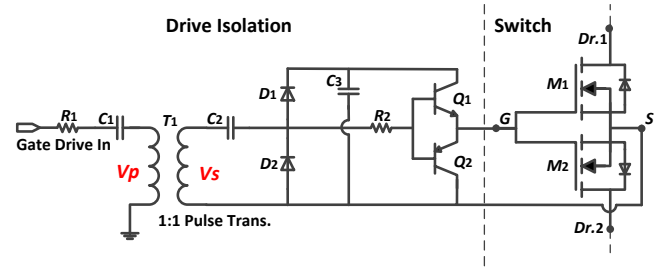 Drive Isolation
Switch
Dr.1
R1
C1
T1
C2
D1
C3
R2
Q1
G
M1
S
Gate Drive In
Vp
Vs
D2
Q2
M2
1:1 Pulse Trans.
Dr.2